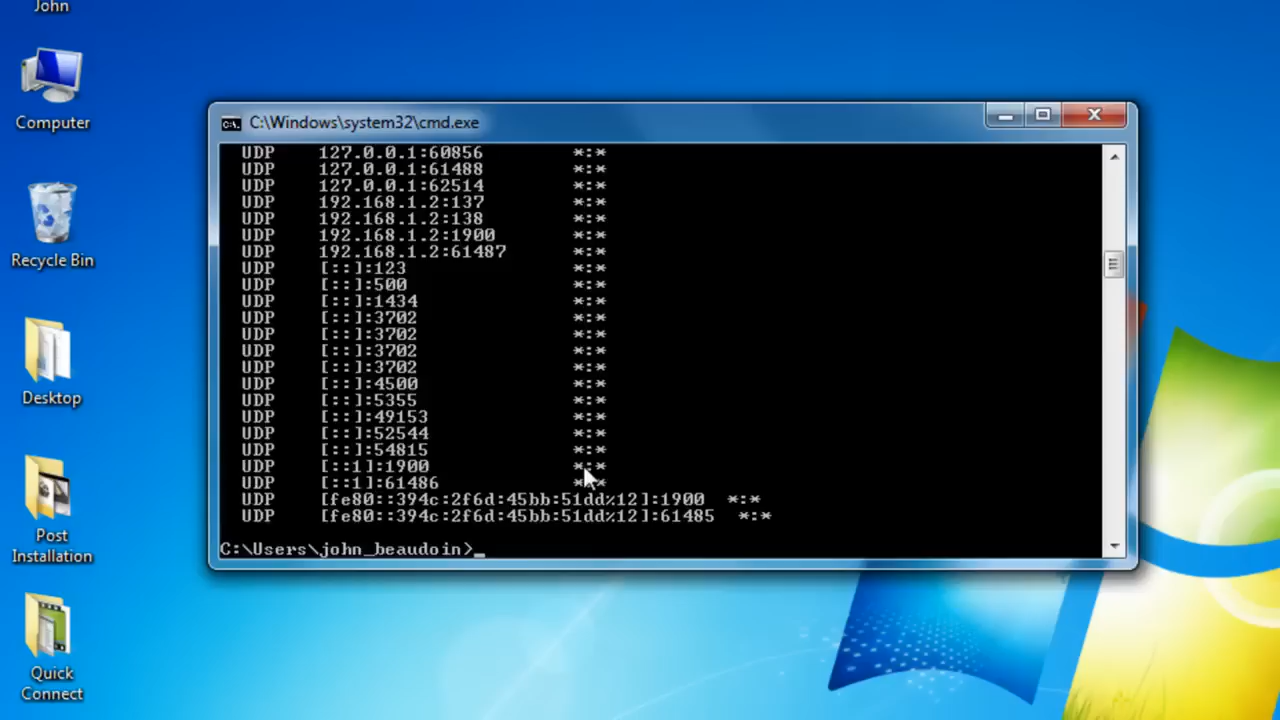 John
Computer
Recycle Bin
Desktop
Post
Installation
Quick
Connect
C:\Windows\system32\cmd.exe
UDP 127.0.0.1:60856 *:*
UDP 127.0.0.1:61488 *:*
UDP 127.0.0.1:62514 *:*
UDP 192.168.1.2:137 *:*
UDP 192.168.1.2:138 *:*
UDP 192.168.1.2:1900 *:*
UDP 192.168.1.2:61487 *:*
UDP [::]:123 *:*
UDP [::]:500 *:*
UDP [::]:1434 *:*
UDP [::]:3702 *:*
UDP [::]:3702 *:*
UDP [::]:3702 *:*
UDP [::]:3702 *:*
UDP [::]:4500 *:*
UDP [::]:5355 *:*
UDP [::]:49153 *:*
UDP [::]:52544 *:*
UDP [::]:54815 *:*
UDP [::1]:1900 *:*
UDP [::1]:61486 *:*
UDP [fe80::394c:2f6d:45bb:51dd%12]:1900 *:*
UDP [fe80::394c:2f6d:45bb:51dd%12]:61485 *:*
C:\Users\john_beaudoin>_